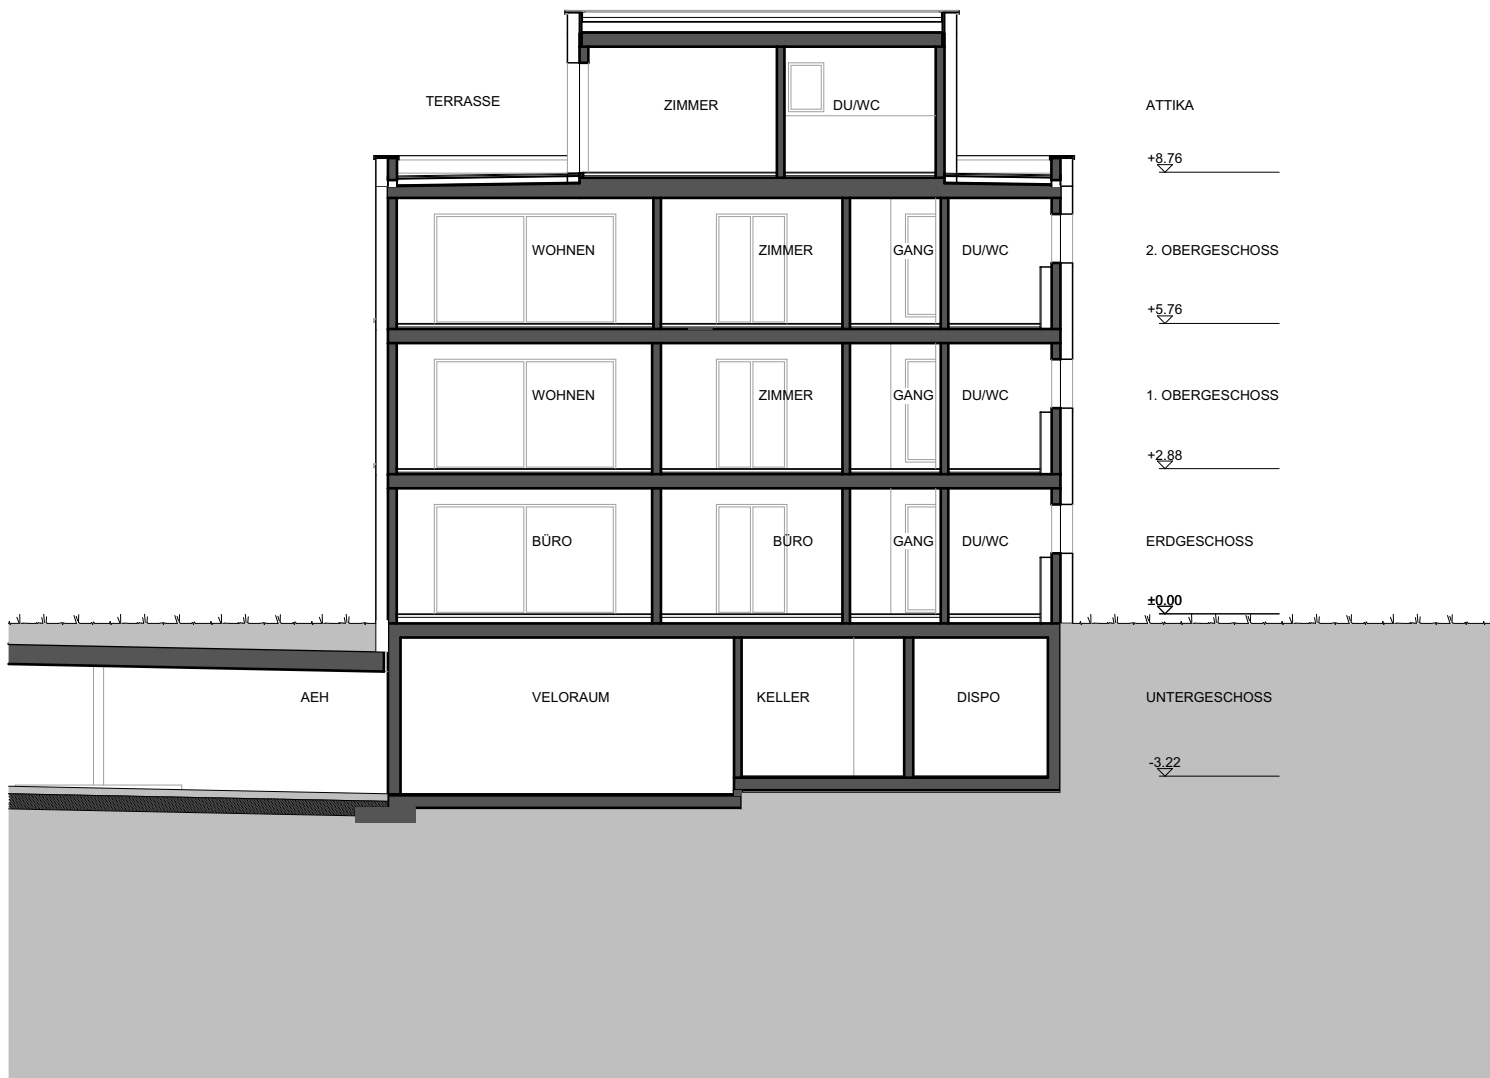 TERRASSE ZIMMER DU/WC ATTIKA
+8.76
WOHNEN ZIMMER GANG DU/WC 2. OBERGESCHOSS
+5.76
WOHNEN ZIMMER GANG DU/WC 1. OBERGESCHOSS
+2.88
BÜRO BÜRO GANG DU/WC ERDGESCHOSS
±0.00
AEH VELORAUM KELLER DISPO UNTERGESCHOSS
-3.22